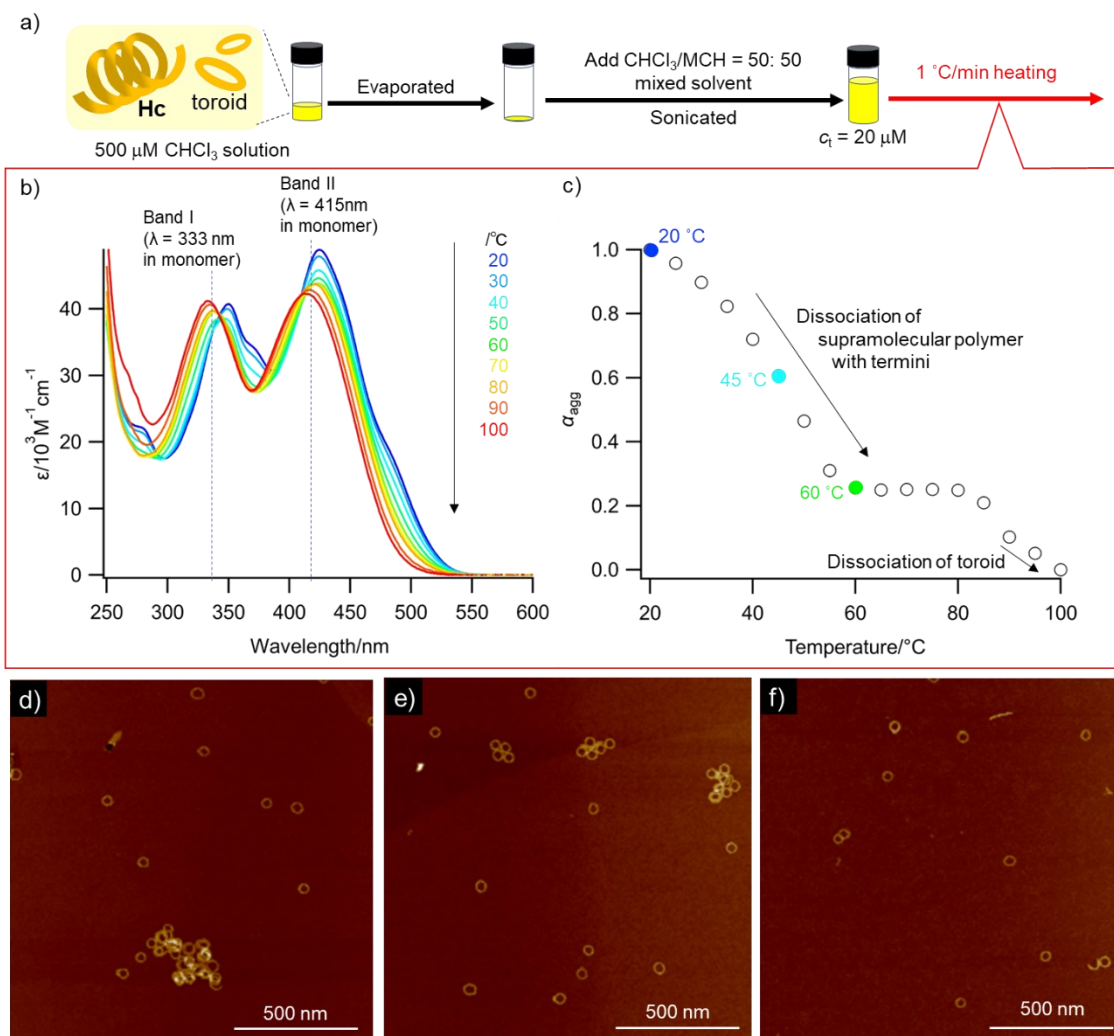 a)
Hc
toroid
500 μM CHCl₃ solution
Evaporated
Add CHCl₃/MCH = 50: 50
mixed solvent
Sonicated
cₜ = 20 μM
1 ˚C/min heating
b)
Band I
(λ = 333 nm
in monomer)
Band II
(λ = 415nm
in monomer)
/°C
20
30
40
50
60
70
80
90
100
ε/10³M⁻¹cm⁻¹
40
30
20
10
0
250
300
350
400
450
500
550
600
Wavelength/nm
c)
20 ˚C
Dissociation of
supramolecular polymer
with termini
45 ˚C
60 ˚C
Dissociation of toroid
αagg
1.0
0.8
0.6
0.4
0.2
0.0
20
40
60
80
100
Temperature/°C
d)
500 nm
e)
500 nm
f)
500 nm